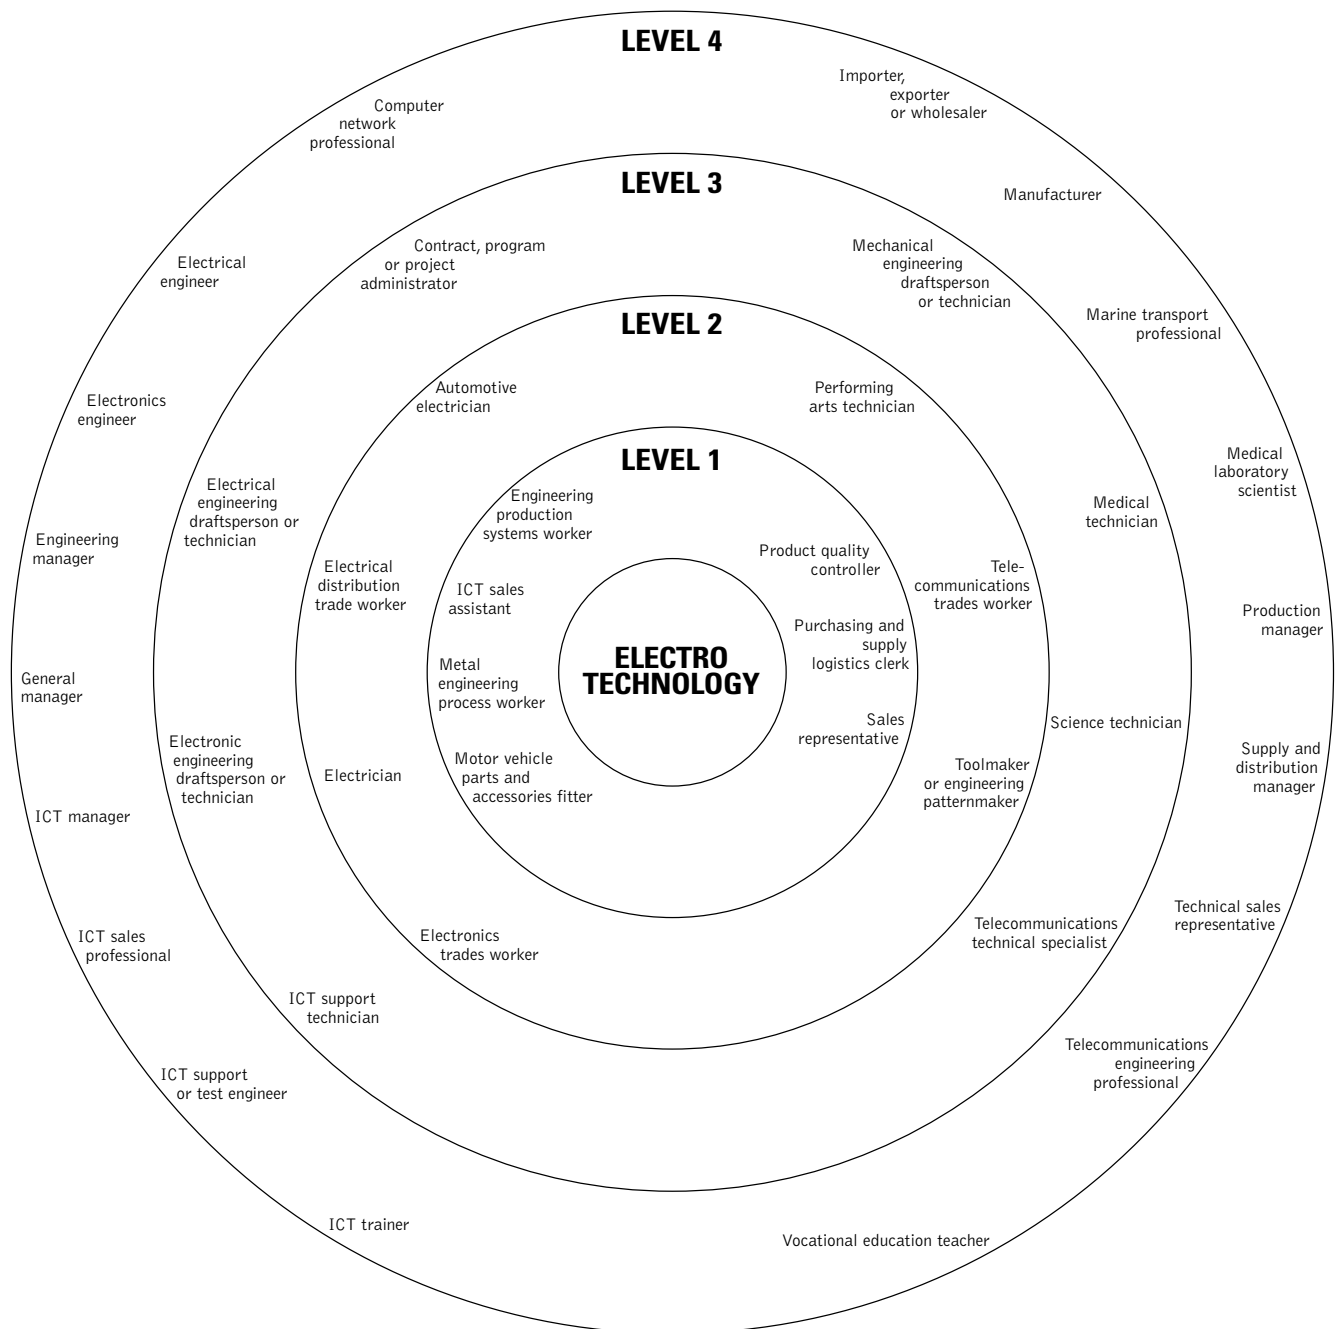 LEVEL 4
Computer
network
professional
Electrical
engineer
Electronics
engineer
Engineering
manager
General
manager
ICT manager
ICT sales
professional
ICT support
or test engineer
ICT trainer
Importer,
exporter
or wholesaler
Manufacturer
Marine transport
professional
Medical
laboratory
scientist
Production
manager
Supply and
distribution
manager
Technical sales
representative
Telecommunications
engineering
professional
Vocational education teacher
LEVEL 3
Contract, program
or project
administrator
Electrical
engineering
draftsperson or
technician
Electronic
engineering
draftsperson or
technician
ICT support
technician
Mechanical
engineering
draftsperson
or technician
Medical
technician
Science technician
Telecommunications
technical specialist
LEVEL 2
Automotive
electrician
Electrical
distribution
trade worker
Electrician
Electronics
trades worker
Performing
arts technician
Tele-
communications
trades worker
Toolmaker
or engineering
patternmaker
LEVEL 1
Engineering
production
systems worker
ICT sales
assistant
Metal
engineering
process worker
Motor vehicle
parts and
accessories fitter
Product quality
controller
Purchasing and
supply
logistics clerk
Sales
representative
ELECTRO
TECHNOLOGY